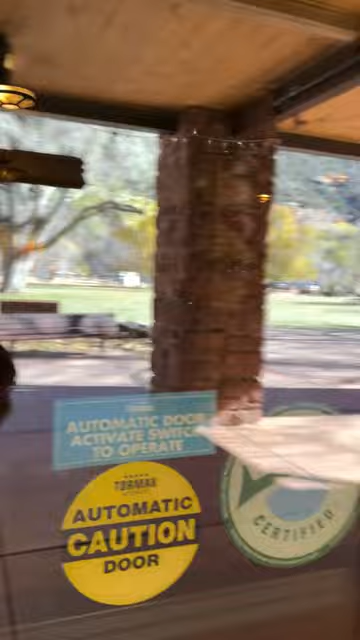 AUTOMATIC DOOR
ACTIVATE SWITCH
TO OPERATE
TORMAX
AUTOMATIC
CAUTION
DOOR
CERTIFIED